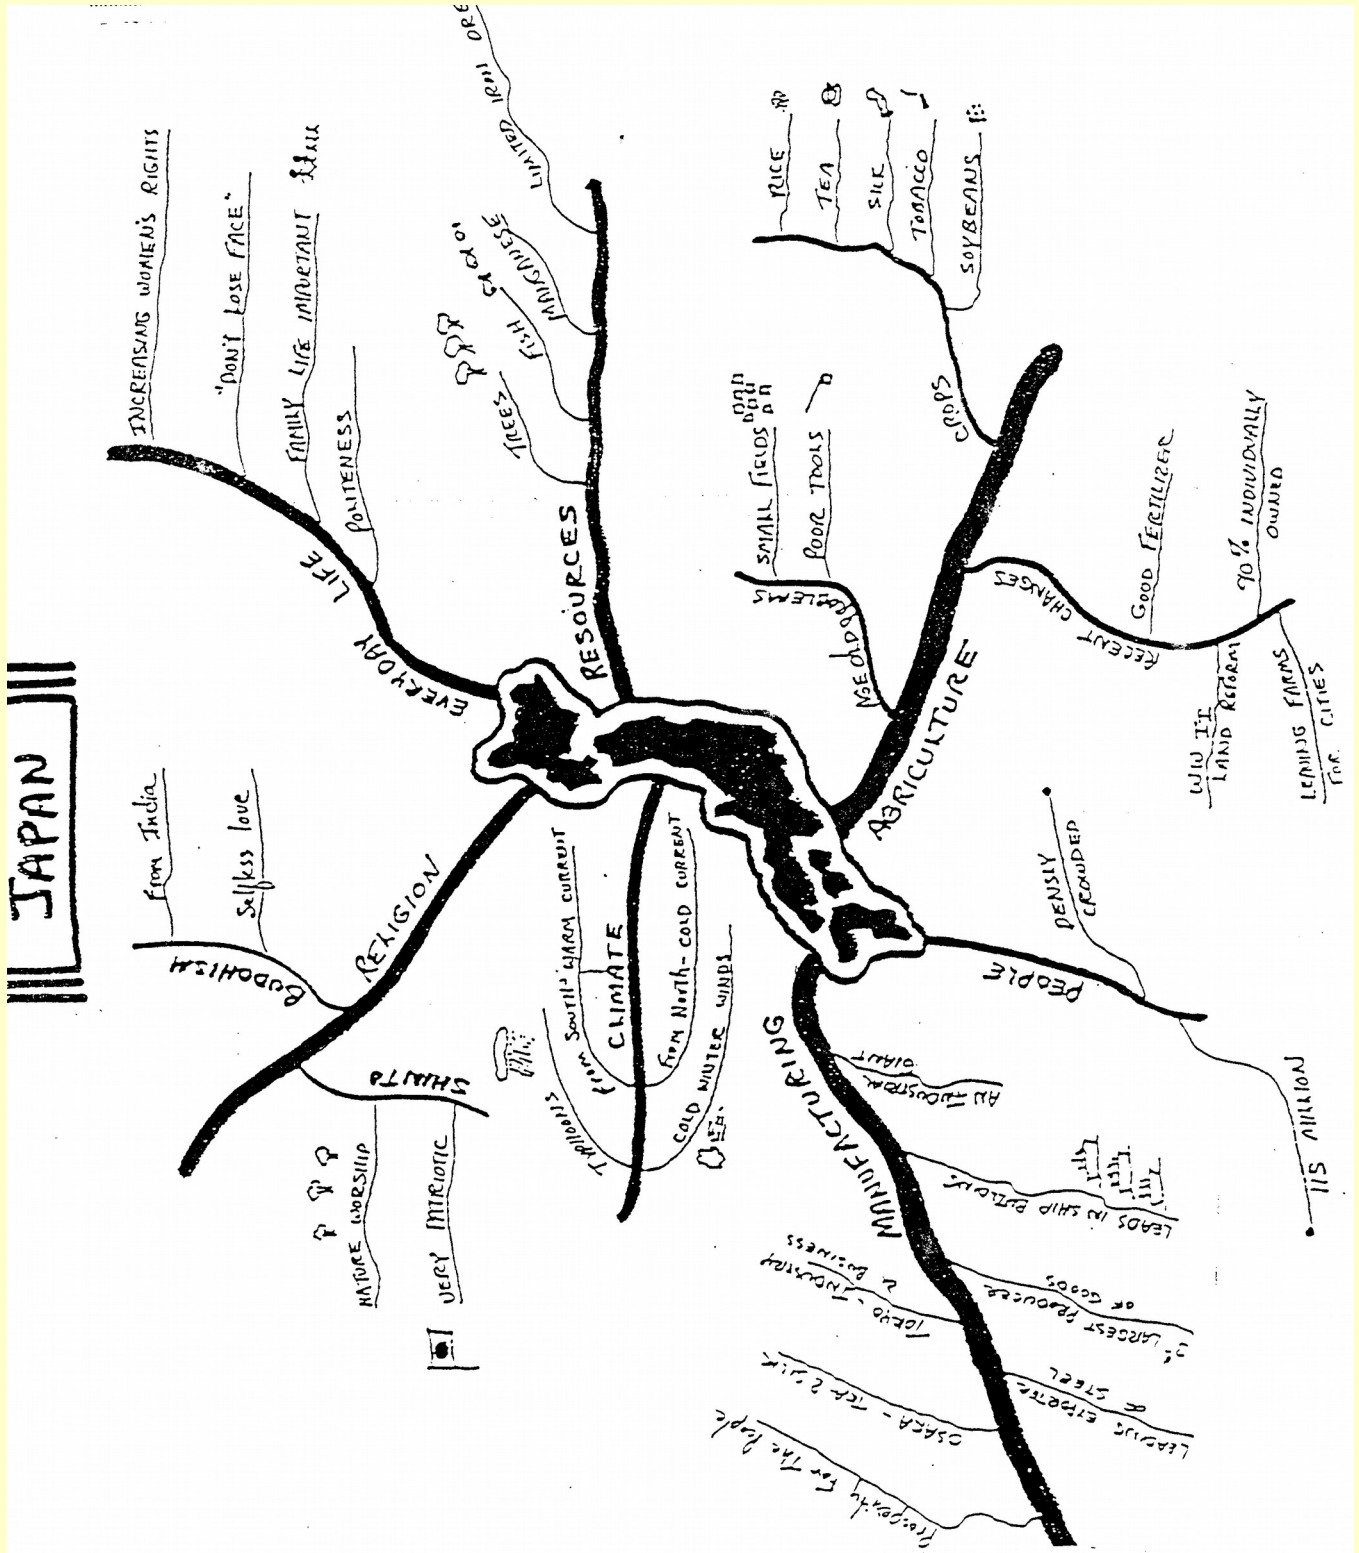 JAPAN
EVERYDAY LIFE
INCREASING WOMEN'S RIGHTS
"DON'T LOSE FACE"
FAMILY LIFE IMPORTANT
POLITENESS
RESOURCES
TREES
FISH
MANGANESE
LIMITED IRON ORE
AGRICULTURE
CROPS
RICE
TEA
SILK
TOBACCO
SOYBEANS
PROBLEMS
SMALL FIELDS
POOR TOOLS
RECENT CHANGES
GOOD FERTILIZER
90% INDIVIDUALLY
OWNED
WW II
LAND REFORM
LEAVING FARMS
FOR CITIES
PEOPLE
DENSLY
CROWDED
115 MILLION
MANUFACTURING
AN INDUSTRIAL
GIANT
LEADS IN SHIP
LARGEST PRODUCER
OF GOODS
LEADING EXPORTER
OF STEEL
TOKYO - INDUSTRY
& BUSINESS
OSAKA - TEA & SILK
Prosperity For The People
CLIMATE
From South - WARM CURRENT
From North - COLD CURRENT
TYPHOONS
COLD WINTER WINDS
RELIGION
BUDDHISM
From India
Selfless love
SHINTO
NATURE WORSHIP
VERY PATRIOTIC